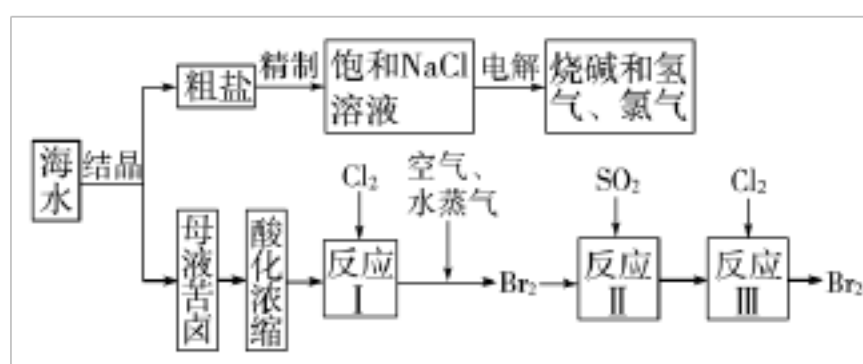 粗盐
精制
饱和NaCl
溶液
电解
烧碱和氢
气、氯气
海水
结晶
母液苦卤
酸化浓缩
Cl₂
反应
Ⅰ
空气、
水蒸气
Br₂
SO₂
反应
Ⅱ
Cl₂
反应
Ⅲ
Br₂